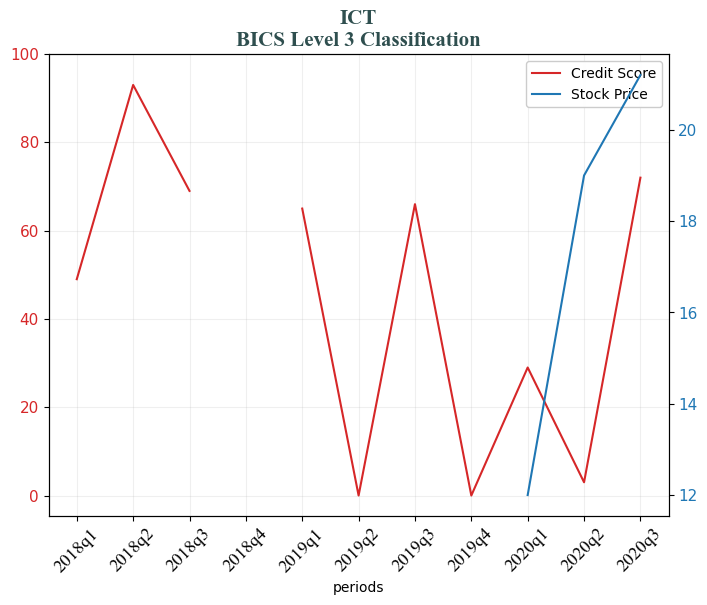 ICT
BICS Level 3 Classification
100
80
60
40
20
0
Credit Score
Stock Price
20
18
16
14
12
2018q1
2018q2
2018q3
2018q4
2019q1
2019q2
2019q3
2019q4
2020q1
2020q2
2020q3
periods